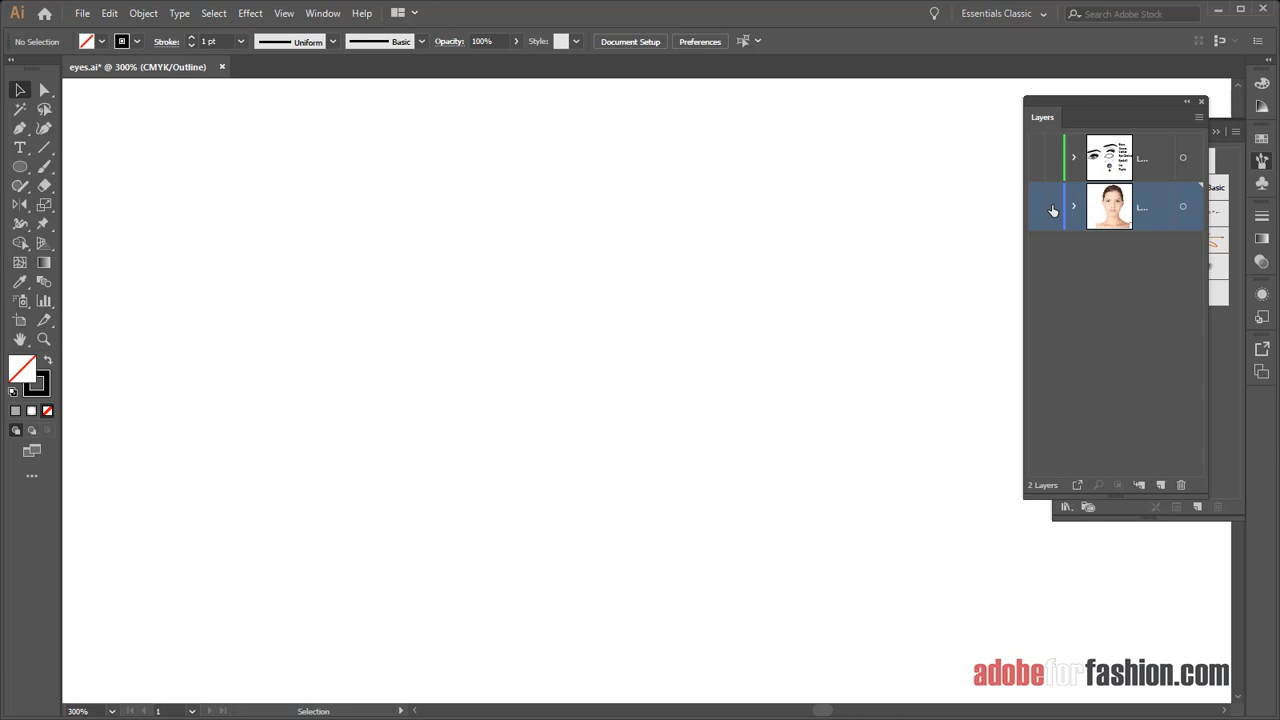 Ai File Edit Object Type Select Effect View Window Help Essentials Classic Search Adobe Stock
No Selection Stroke: 1 pt Uniform Basic Opacity: 100% Style: Document Setup Preferences
eyes.ai* @ 300% (CMYK/Outline)
Layers
L...
Basic
L...
2 Layers
adobeforfashion.com
300% 1 Selection